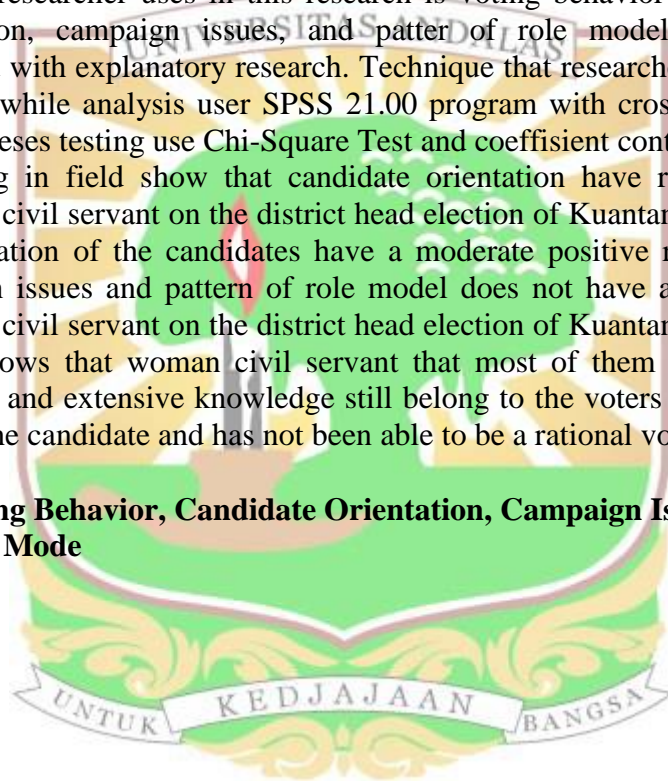 researcher uses in this research is voting behavior
on, campaign issues, and patter of role model
UNIVERSITAS ANDALAS
with explanatory research. Technique that research
while analysis user SPSS 21.00 program with cros
eses testing use Chi-Square Test and coeffisient cont
g in field show that candidate orientation have r
civil servant on the district head election of Kuantan
ation of the candidates have a moderate positive r
n issues and pattern of role model does not have a
civil servant on the district head election of Kuantan
ows that woman civil servant that most of them
and extensive knowledge still belong to the voters
ne candidate and has not been able to be a rational vo
ng Behavior, Candidate Orientation, Campaign Is
Mode
UNTUK KEDJAJAAN BANGSA